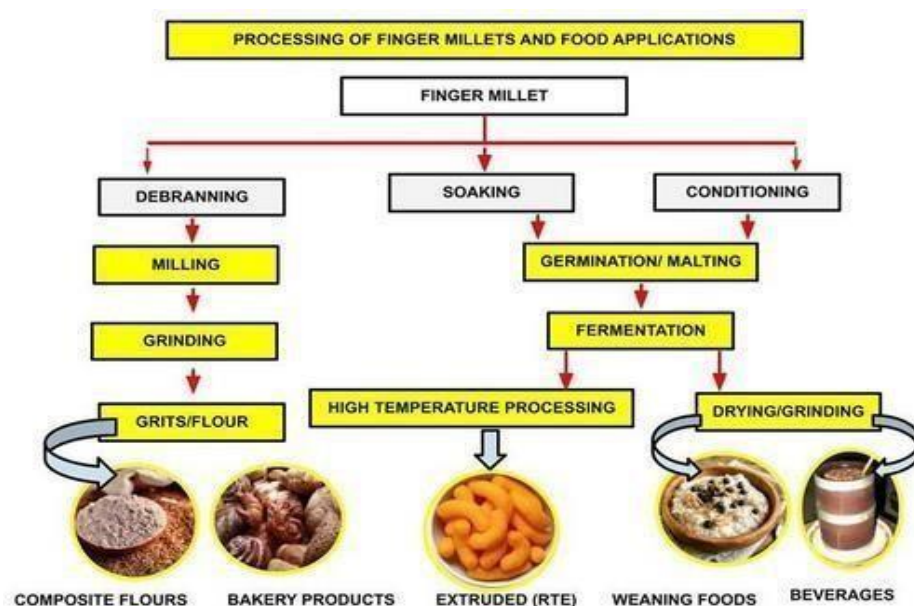 PROCESSING OF FINGER MILLETS AND FOOD APPLICATIONS
FINGER MILLET
DEBRANNING
SOAKING
CONDITIONING
MILLING
GERMINATION/ MALTING
GRINDING
FERMENTATION
GRITS/FLOUR
HIGH TEMPERATURE PROCESSING
DRYING/GRINDING
COMPOSITE FLOURS
BAKERY PRODUCTS
EXTRUDED (RTE)
WEANING FOODS
BEVERAGES